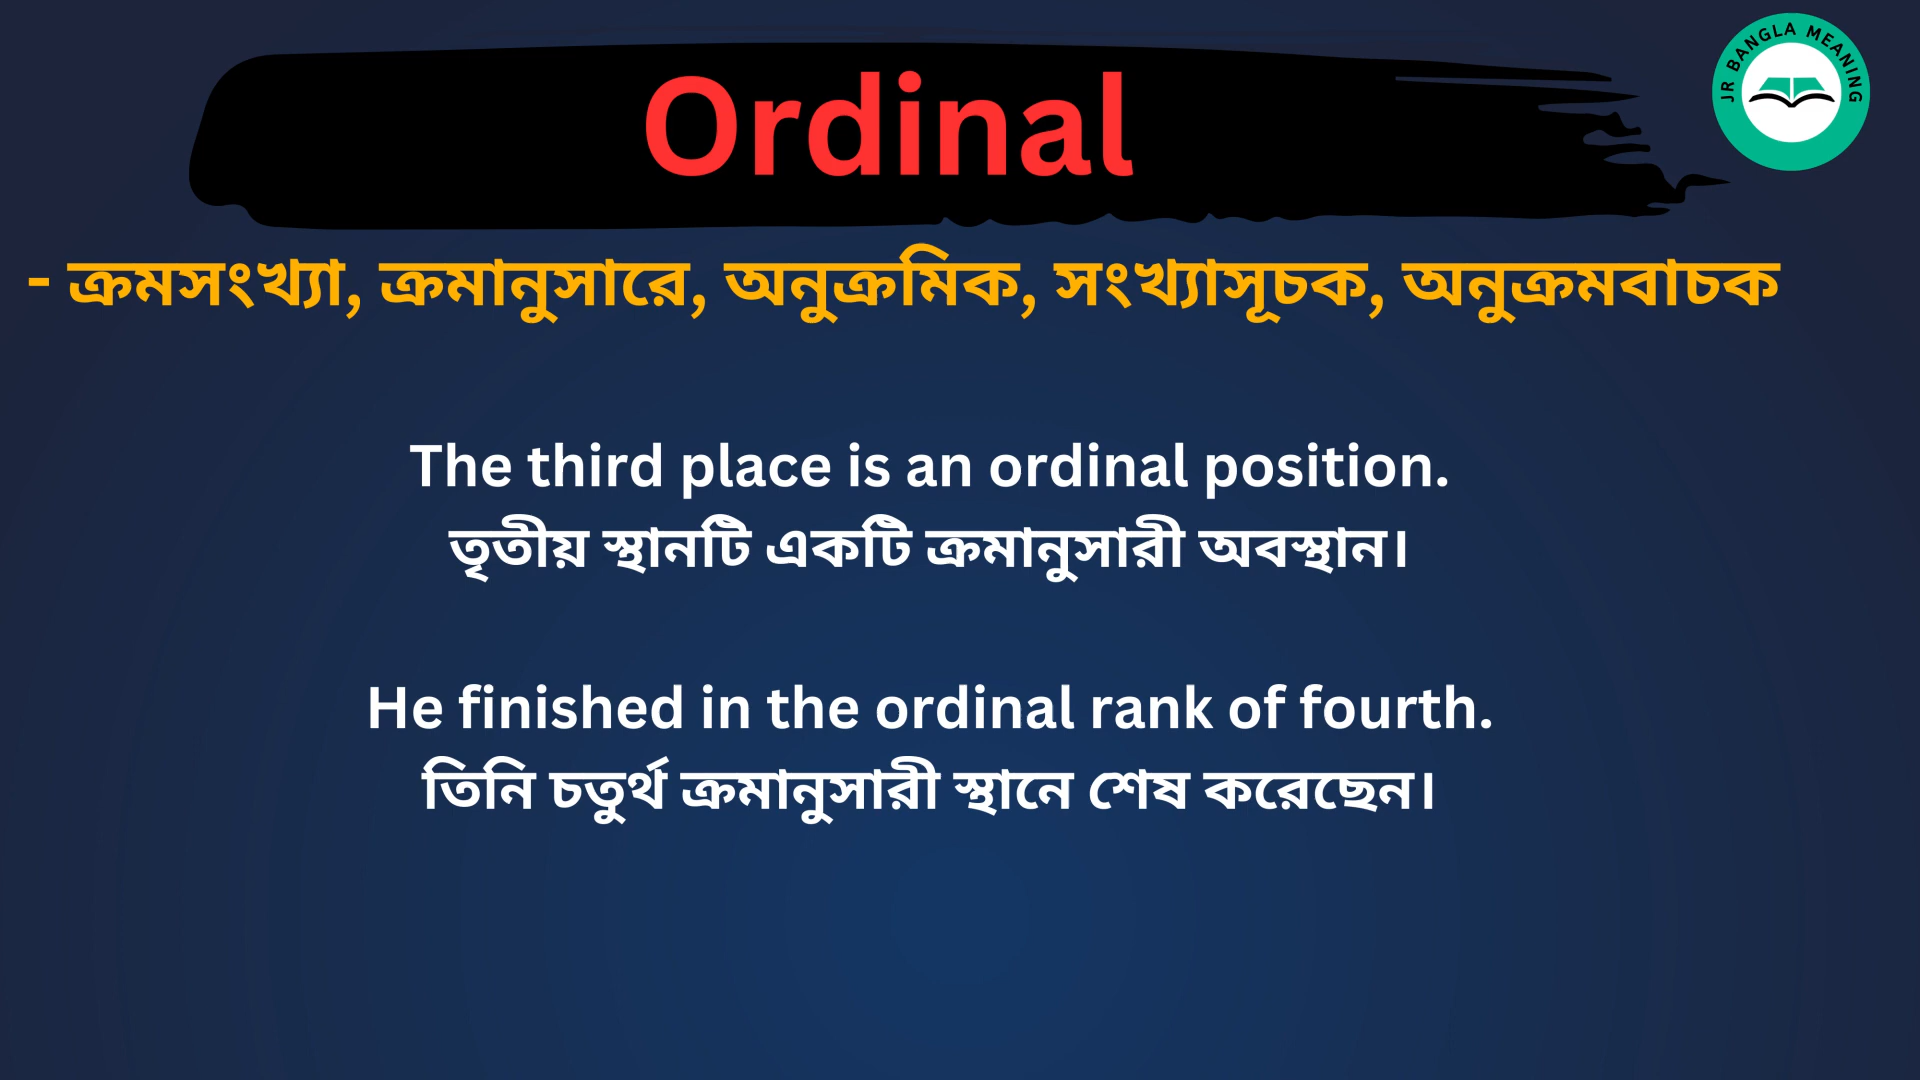 JR BANGLA MEANING
Ordinal
- ক্রমসংখ্যা, ক্রমানুসারে, অনুক্রমিক, সংখ্যাসূচক, অনুক্রমবাচক
The third place is an ordinal position.
তৃতীয় স্থানটি একটি ক্রমানুসারী অবস্থান।
He finished in the ordinal rank of fourth.
তিনি চতুর্থ ক্রমানুসারী স্থানে শেষ করেছেন।